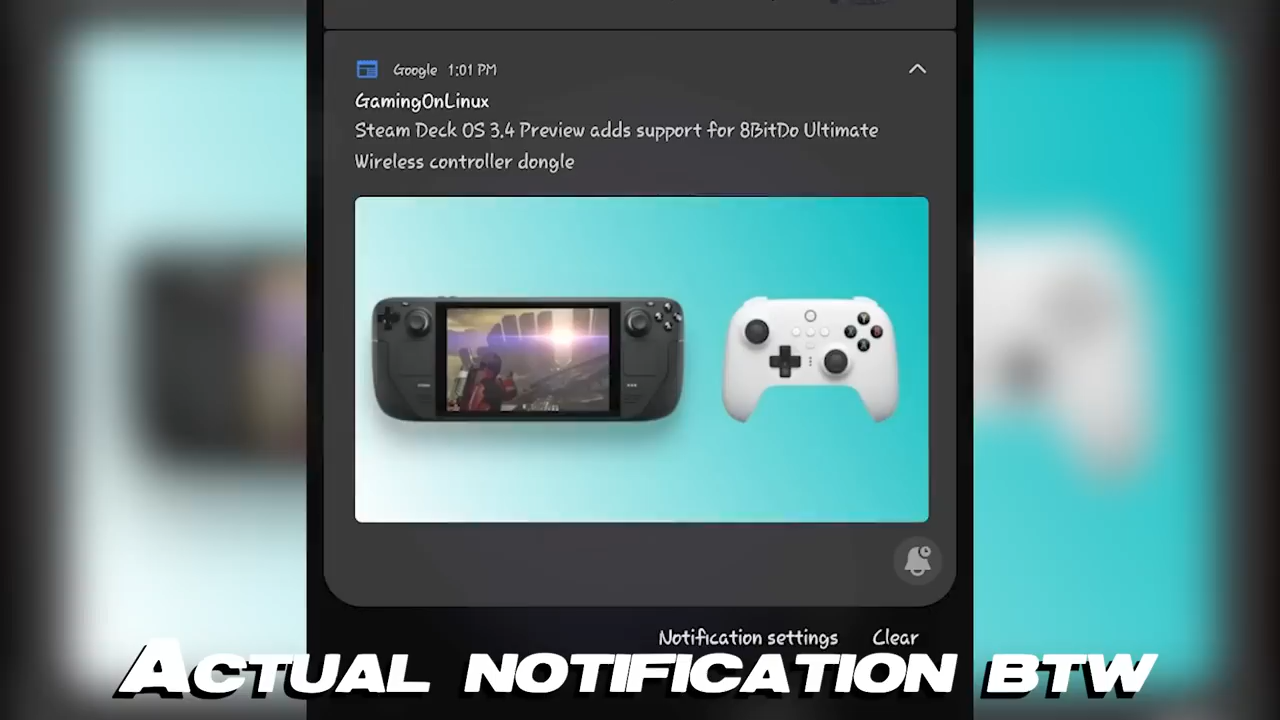 Google 1:01 PM
GamingOnLinux
Steam Deck OS 3.4 Preview adds support for 8BitDo Ultimate
Wireless controller dongle
Notification settings Clear
Actual notification btw